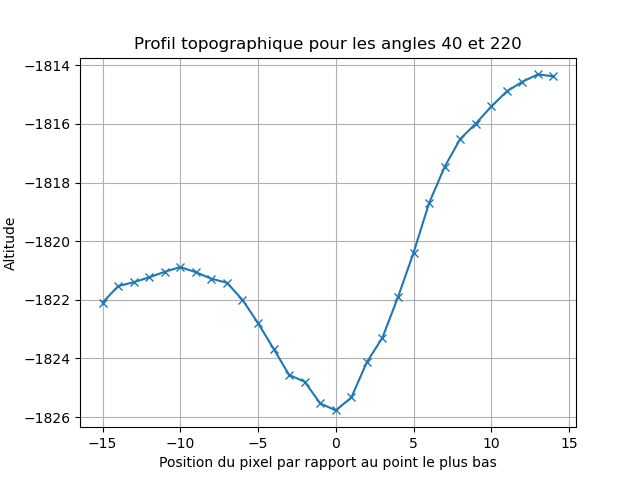 Profil topographique pour les angles 40 et 220
Altitude
−1814
−1816
−1818
−1820
−1822
−1824
−1826
−15 −10 −5 0 5 10 15
Position du pixel par rapport au point le plus bas